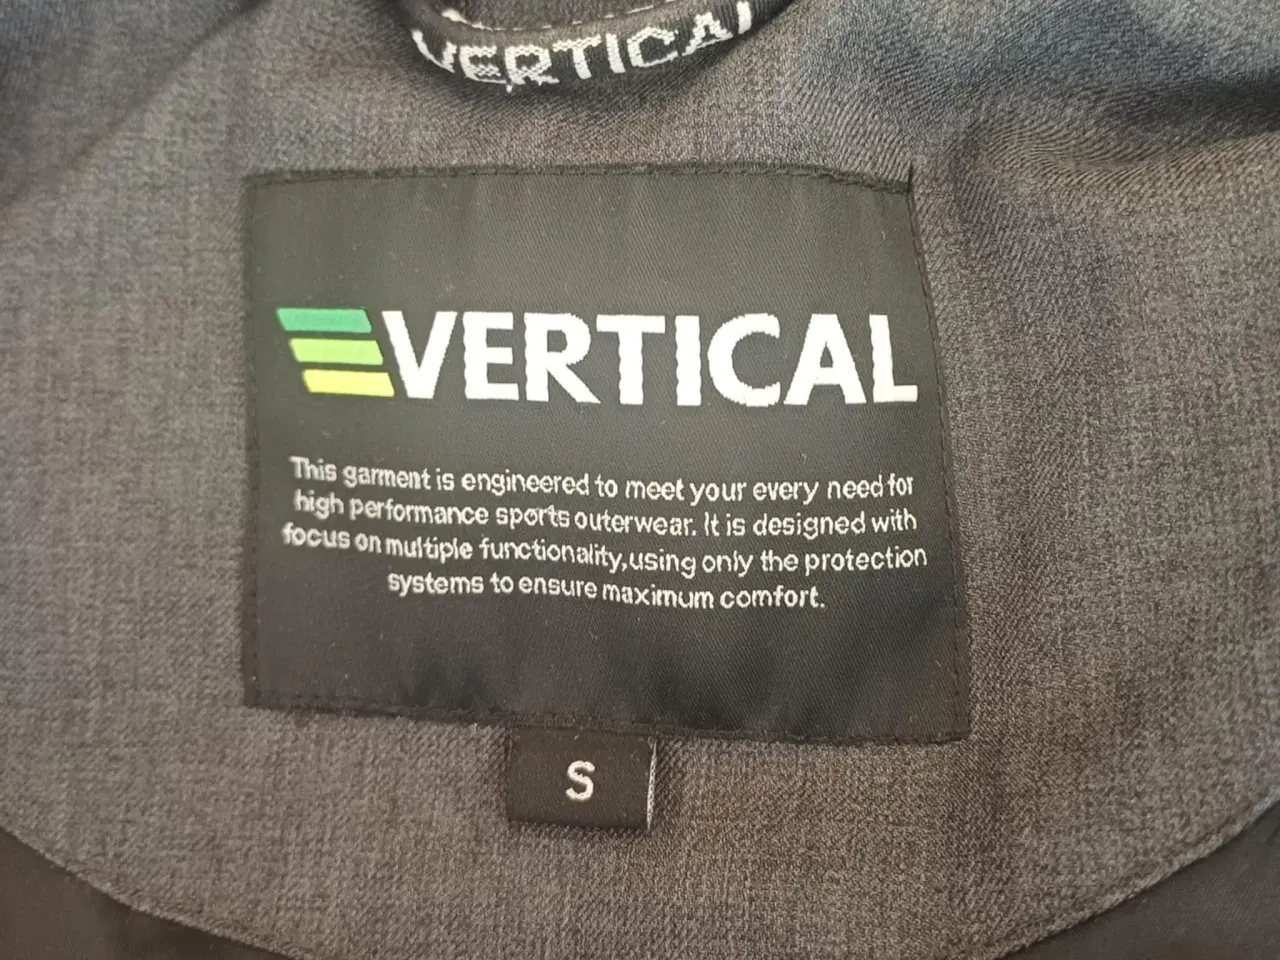 VERTICAL
VERTICAL
This garment is engineered to meet your every need for
high performance sports outerwear. It is designed with
focus on multiple functionality,using only the protection
systems to ensure maximum comfort.
S